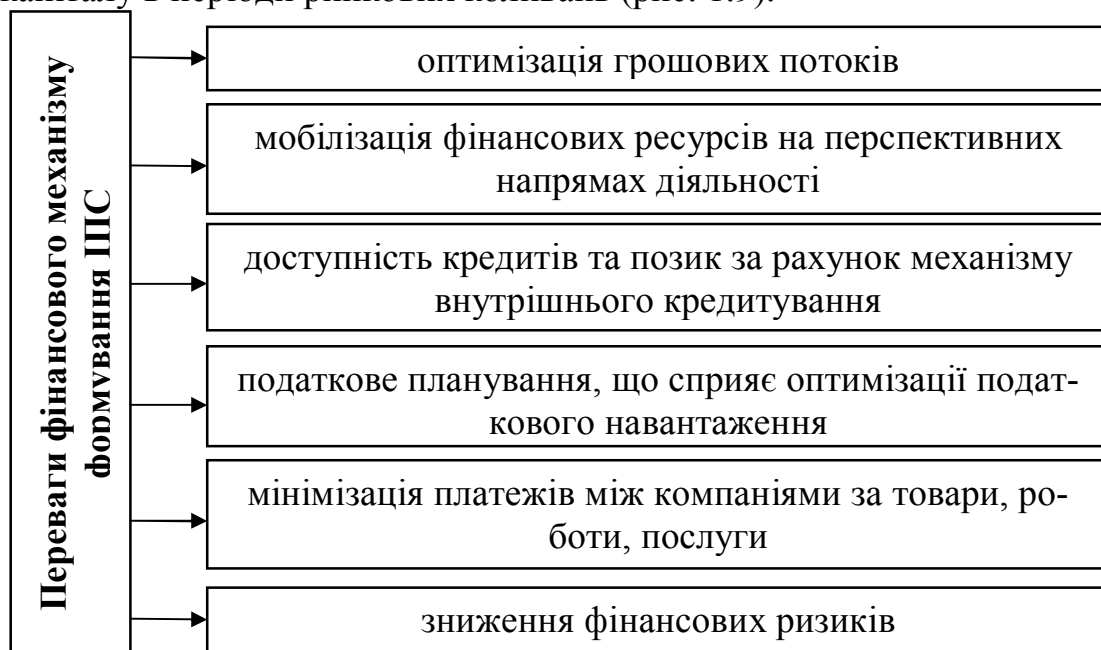 капіталу в періоди ринкових коливань (рис. 1.9).
Переваги фінансового механізму
формування ІПС
оптимізація грошових потоків
мобілізація фінансових ресурсів на перспективних
напрямах діяльності
доступність кредитів та позик за рахунок механізму
внутрішнього кредитування
податкове планування, що сприяє оптимізації подат-
кового навантаження
мінімізація платежів між компаніями за товари, ро-
боти, послуги
зниження фінансових ризиків